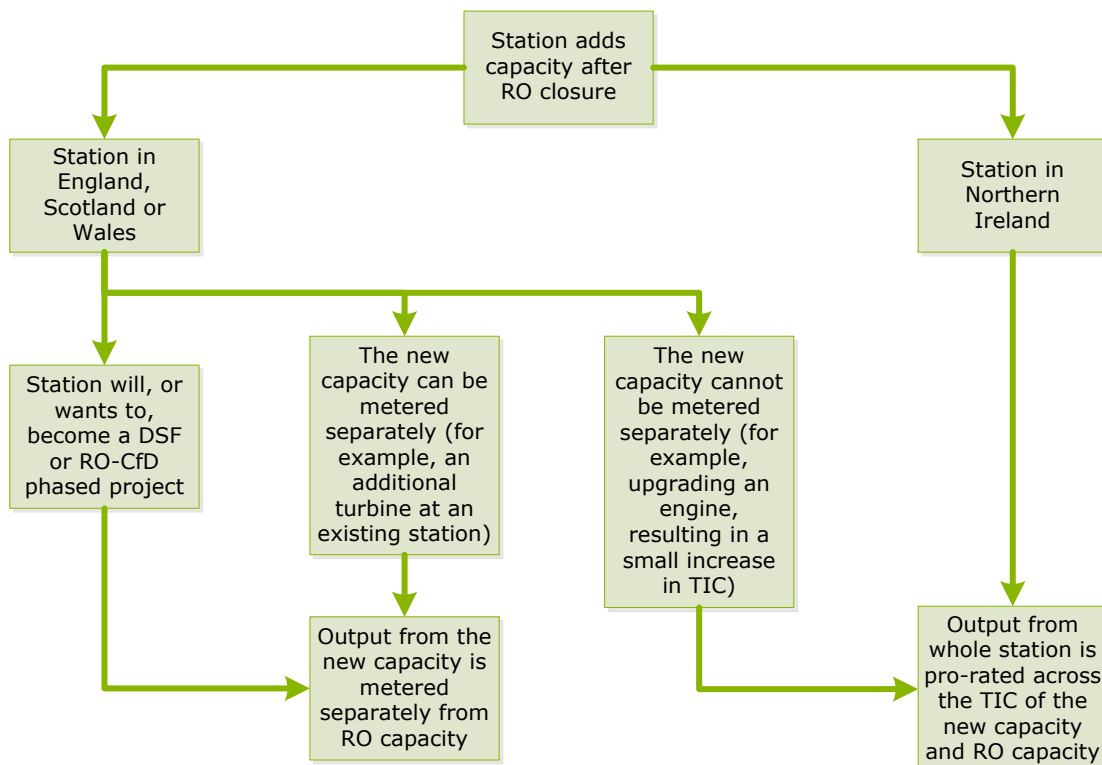 Station adds
capacity after
RO closure
Station in
England,
Scotland or
Wales
Station in
Northern
Ireland
Station will, or
wants to,
become a DSF
or RO-CfD
phased project
The new
capacity can be
metered
separately (for
example, an
additional
turbine at an
existing station)
The new
capacity cannot
be metered
separately (for
example,
upgrading an
engine,
resulting in a
small increase
in TIC)
Output from the
new capacity is
metered
separately from
RO capacity
Output from
whole station is
pro-rated across
the TIC of the
new capacity
and RO capacity